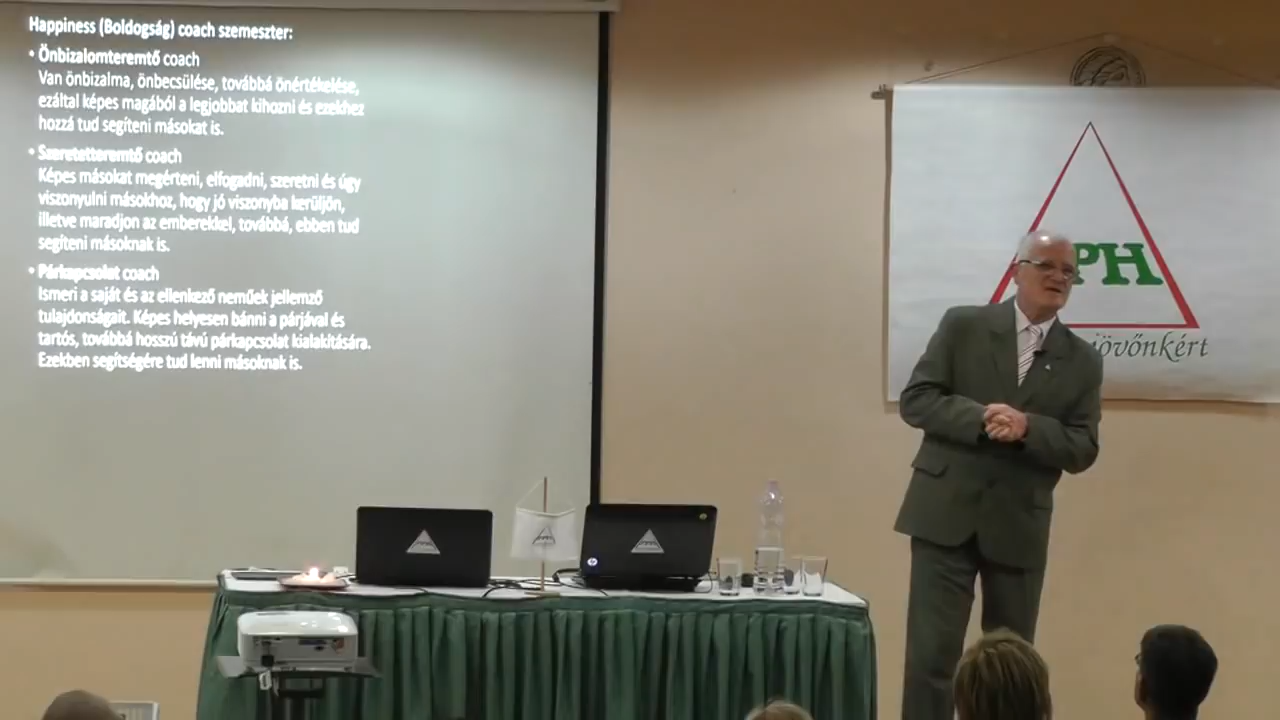 Happiness (Boldogság) coach szemeszter:
• Önbizalomteremtő coach
Van önbizalma, önbecsülése, továbbá önértékelése,
ezáltal képes magából a legjobbat kihozni és ezekhez
hozzá tud segíteni másokat is.
• Szeretetteremtő coach
Képes másokat megérteni, elfogadni, szeretni és úgy
viszonyulni másokhoz, hogy jó viszonyba kerüljön,
illetve maradjon az emberekkel, továbbá, ebben tud
segíteni másoknak is.
• Párkapcsolat coach
Ismeri a saját és az ellenkező neműek jellemző
tulajdonságait. Képes helyesen bánni a párjával és
tartós, továbbá hosszú távú párkapcsolat kialakítására.
Ezekben segítségére tud lenni másoknak is.
PH
jövőnkért
hp